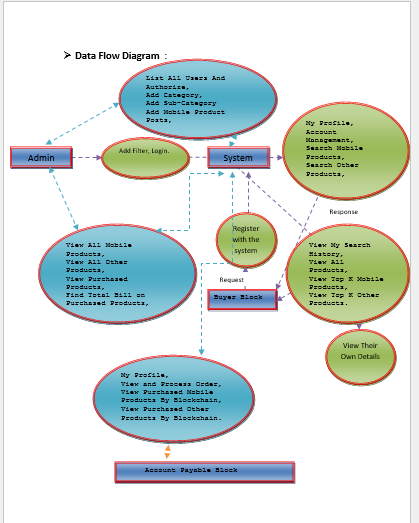 ➢ Data Flow Diagram :
List All Users And
Authorize,
Add Category,
Add Sub-Category
Add Mobile Product
Posts,
Admin
Add Filter, Login.
System
My Profile,
Account
Management,
Search Mobile
Products,
Search Other
Products,
Response
Register
with the
system
View All Mobile
Products,
View All Other
Products,
View Purchased
Products,
Find Total Bill on
Purchased Products,
View My Search
History,
View All
Products,
View Top K Mobile
Products,
View Top K Other
Products.
Request
Buyer Block
View Their
Own Details
My Profile,
View and Process Order,
View Purchased Mobile
Products By Blockchain,
View Purchased Other
Products By Blockchain.
Account Payable Block